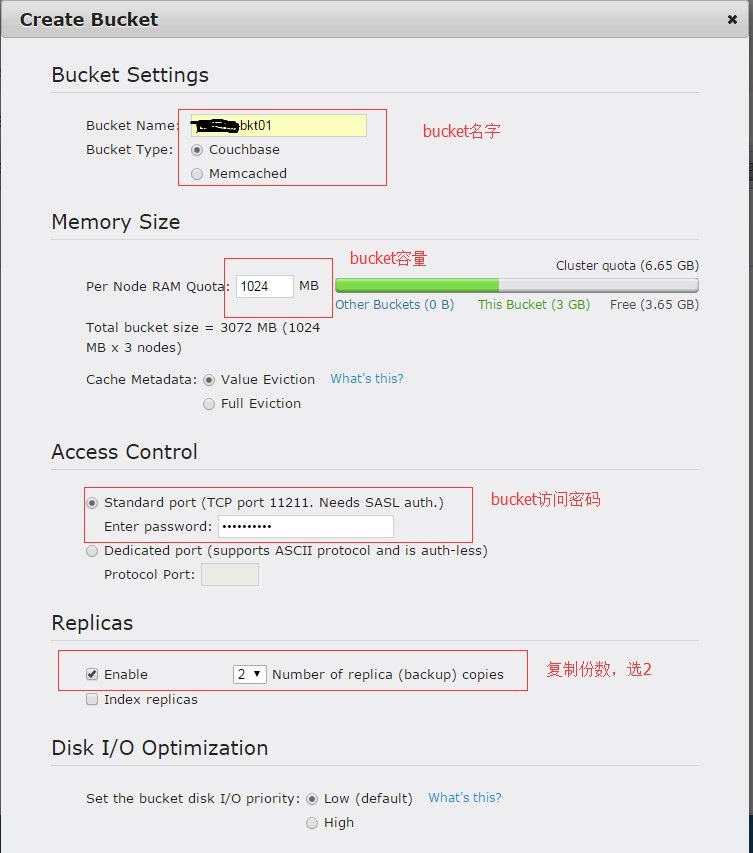 Create Bucket ×
Bucket Settings
Bucket Name: bkt01
bucket名字
Bucket Type: Couchbase
Memcached
Memory Size
bucket容量
Cluster quota (6.65 GB)
Per Node RAM Quota: 1024 MB
Other Buckets (0 B) This Bucket (3 GB) Free (3.65 GB)
Total bucket size = 3072 MB (1024
MB x 3 nodes)
Cache Metadata: Value Eviction What's this?
Full Eviction
Access Control
Standard port (TCP port 11211. Needs SASL auth.)
bucket访问密码
Enter password: ••••••••••
Dedicated port (supports ASCII protocol and is auth-less)
Protocol Port:
Replicas
Enable 2 Number of replica (backup) copies
复制份数，选2
Index replicas
Disk I/O Optimization
Set the bucket disk I/O priority: Low (default) What's this?
High